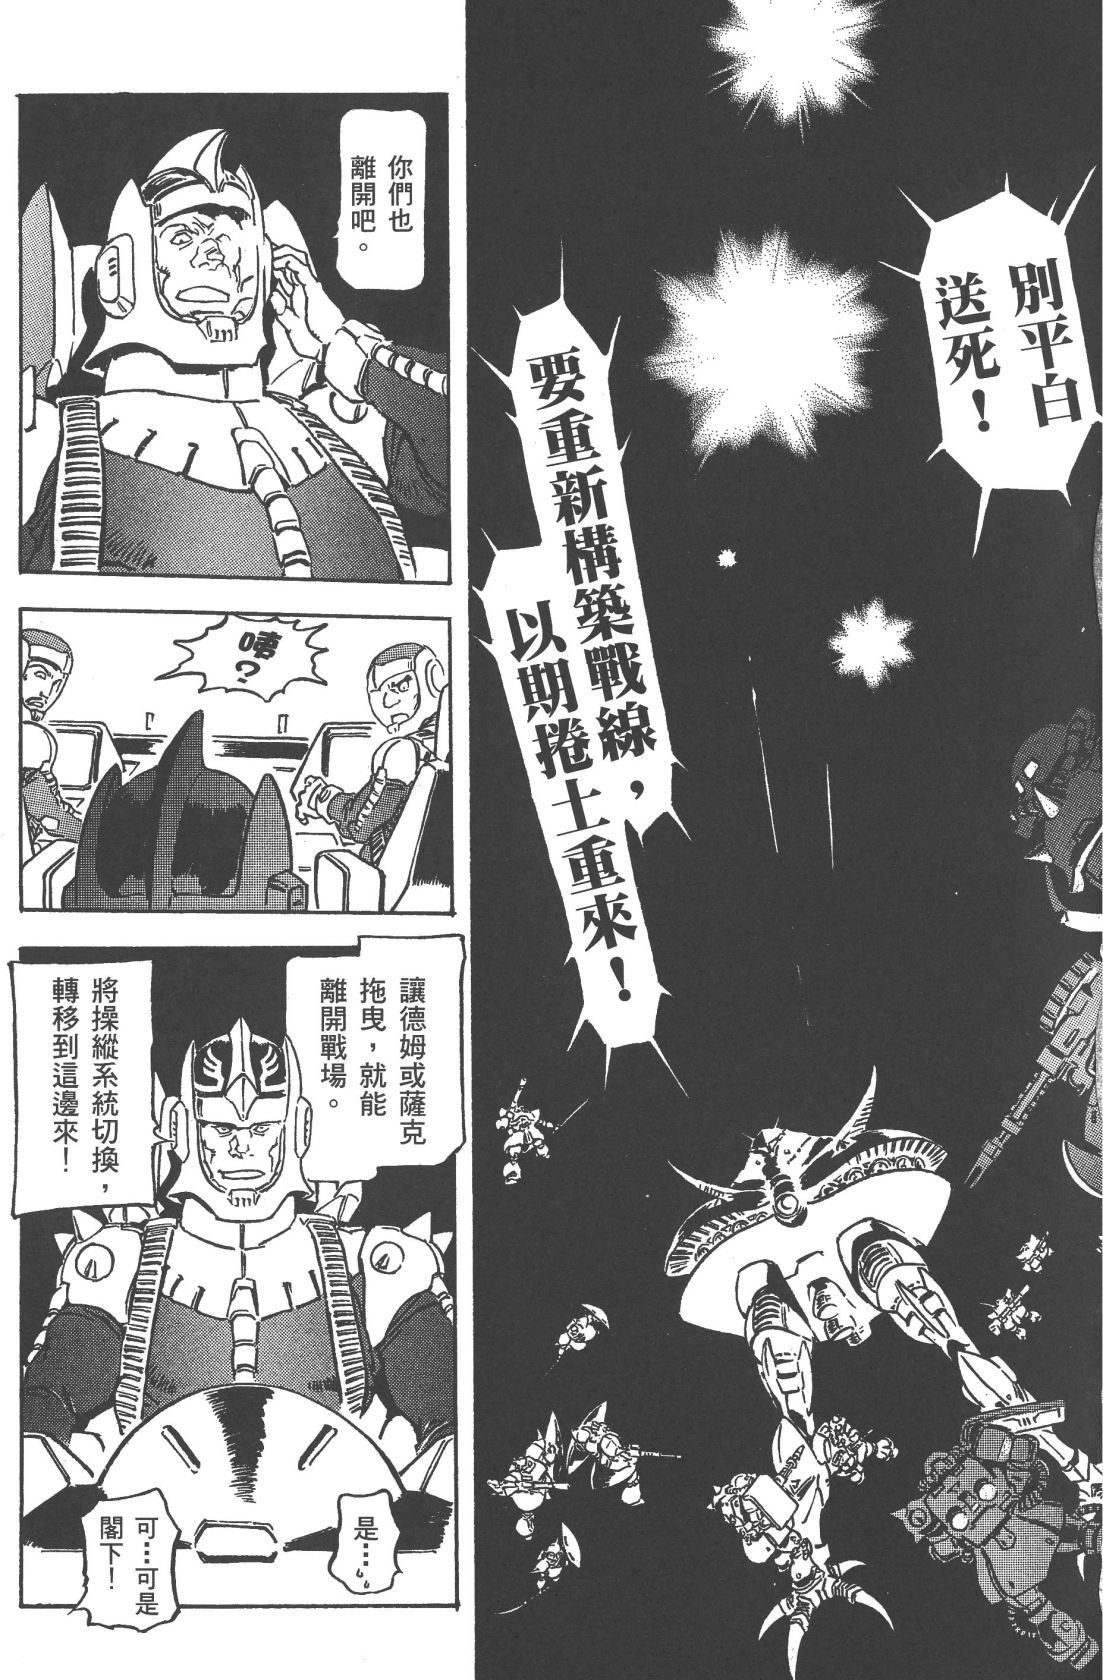 別平白
送死！
要重新構築戰線，
以期捲土重來！
你們也
離開吧。
咦？
讓德姆或薩克
拖曳，就能
離開戰場。
將操縱系統切換，
轉移到這邊來！
是⋯⋯
可⋯可是
閣下！